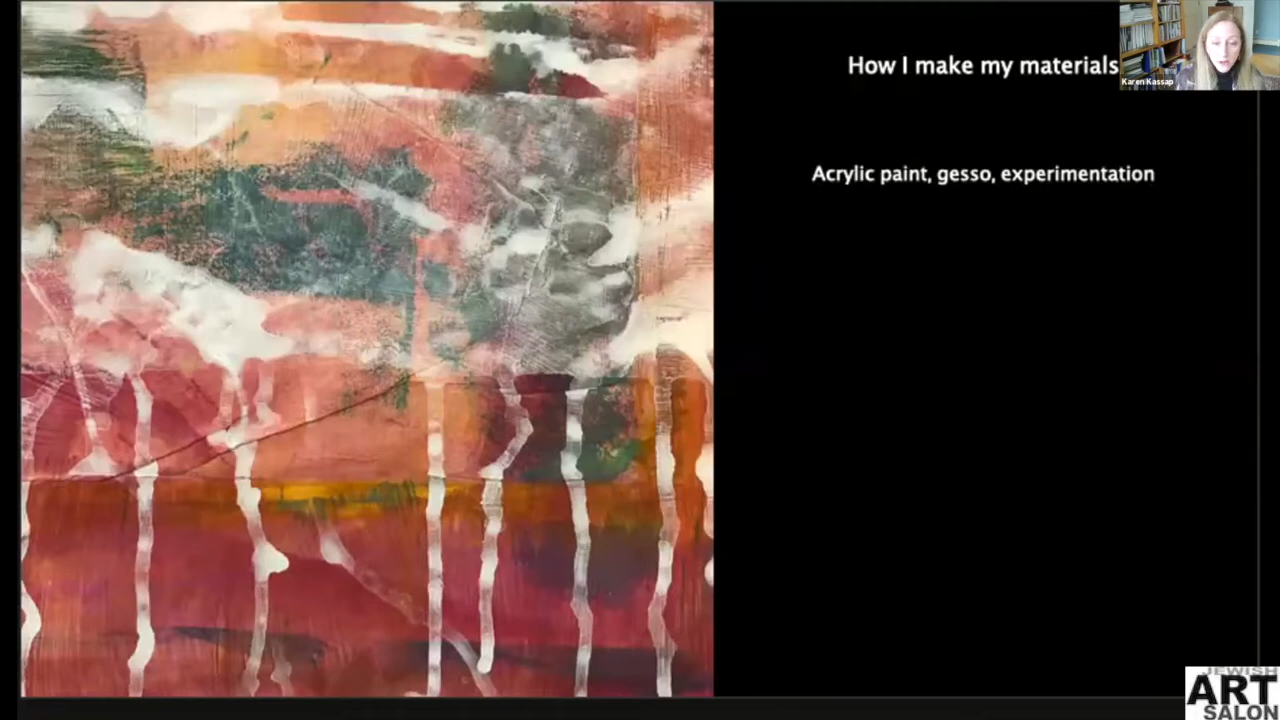 How I make my materials
Karen Kassap
Acrylic paint, gesso, experimentation
JEWISH
ART
SALON